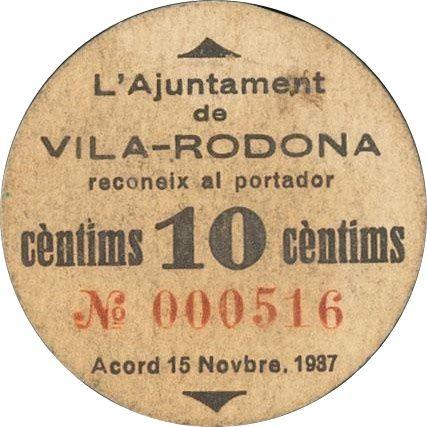 L'Ajuntament
de
VILA-RODONA
reconeix al portador
cèntims 10 cèntims
Nº 000516
Acord 15 Novbre. 1937